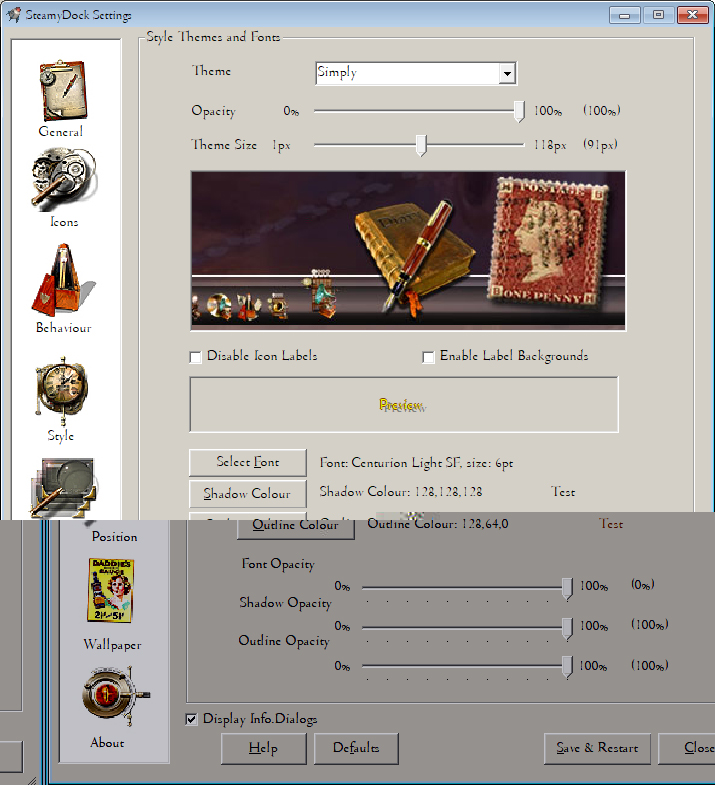 SteamyDock Settings
Style Themes and Fonts
Theme
Simply
Opacity 0% 100% (100%)
Theme Size 1px 118px (91px)
POSTAGE
ONE PENNY
Disable Icon Labels
Enable Label Backgrounds
Preview
Select Font
Font: Centurion Light SF, size: 6pt
Shadow Colour
Shadow Colour: 128,128,128
Test
Outline Colour
Outline Colour: 128,64,0
Test
General
Icons
Behaviour
Style
Position
DADDIE'S
SAUCE
Wallpaper
About
Font Opacity
0% 100% (0%)
Shadow Opacity
0% 100% (100%)
Outline Opacity
0% 100% (100%)
Display Info.Dialogs
Help
Defaults
Save & Restart
Close